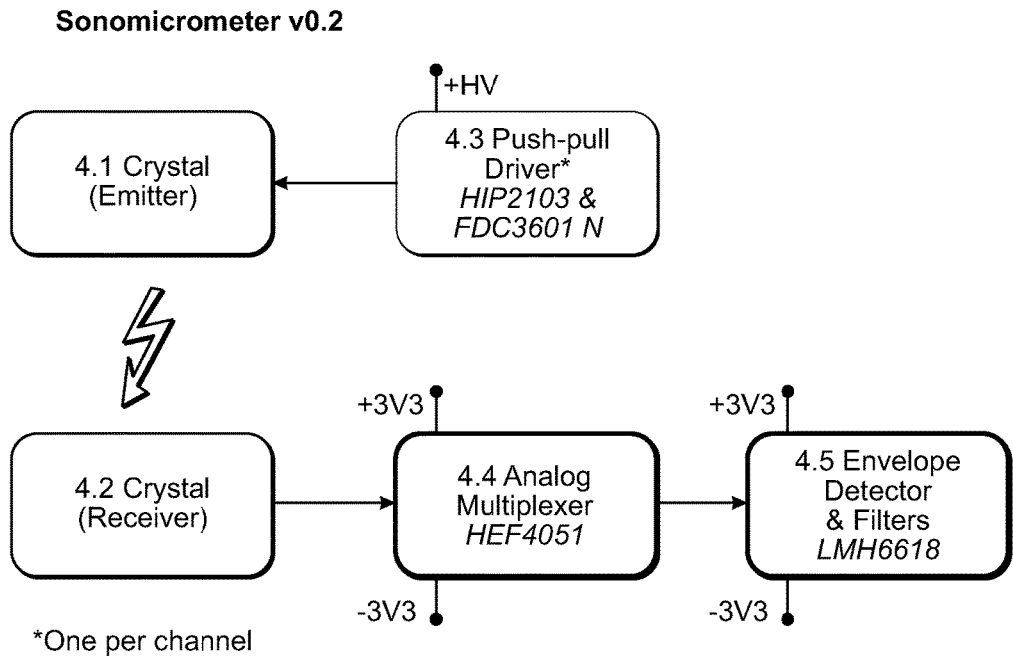 Sonomicrometer v0.2
+HV
4.1 Crystal
(Emitter)
4.3 Push-pull
Driver*
HIP2103 &
FDC3601 N
+3V3
+3V3
4.2 Crystal
(Receiver)
4.4 Analog
Multiplexer
HEF4051
4.5 Envelope
Detector
& Filters
LMH6618
-3V3
-3V3
*One per channel